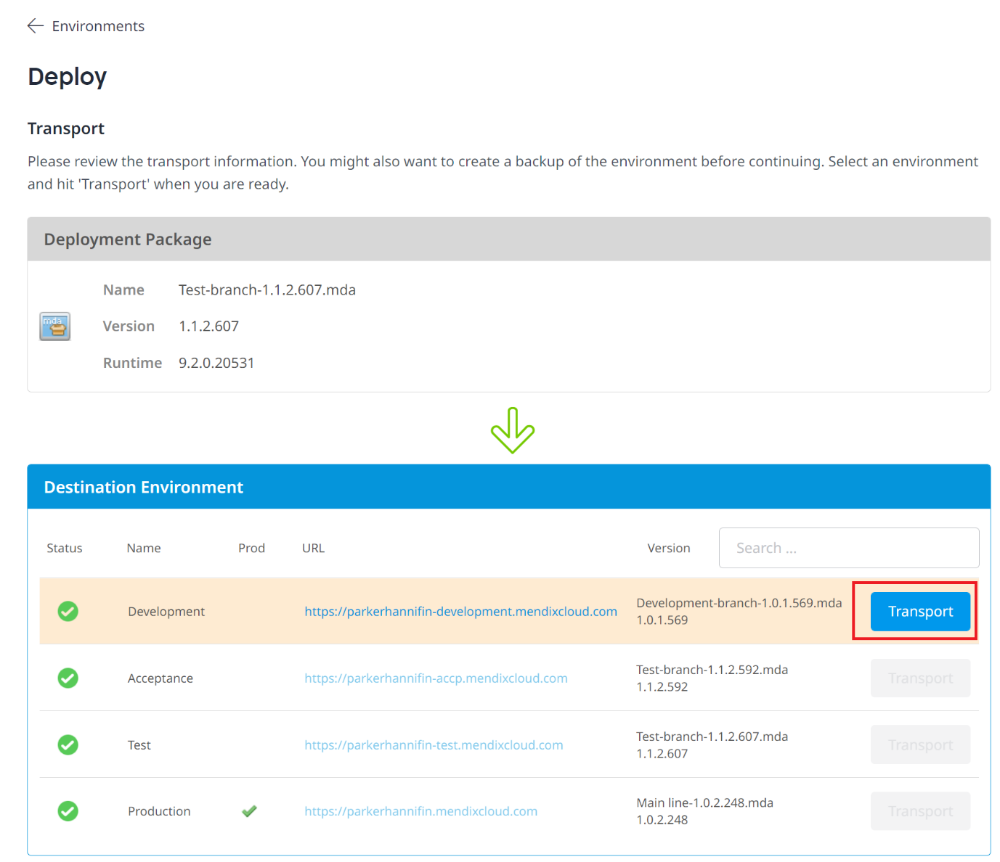 Environments
Deploy
Transport
Please review the transport information. You might also want to create a backup of the environment before continuing. Select an environment
and hit 'Transport' when you are ready.
Deployment Package
Name Test-branch-1.1.2.607.mda
mda
Version 1.1.2.607
Runtime 9.2.0.20531
Destination Environment
Status Name Prod URL Version Search ...
Development https://parkerhannifin-development.mendixcloud.com Development-branch-1.0.1.569.mda Transport
1.0.1.569
Acceptance https://parkerhannifin-accp.mendixcloud.com Test-branch-1.1.2.592.mda Transport
1.1.2.592
Test https://parkerhannifin-test.mendixcloud.com Test-branch-1.1.2.607.mda Transport
1.1.2.607
Production https://parkerhannifin.mendixcloud.com Main line-1.0.2.248.mda Transport
1.0.2.248